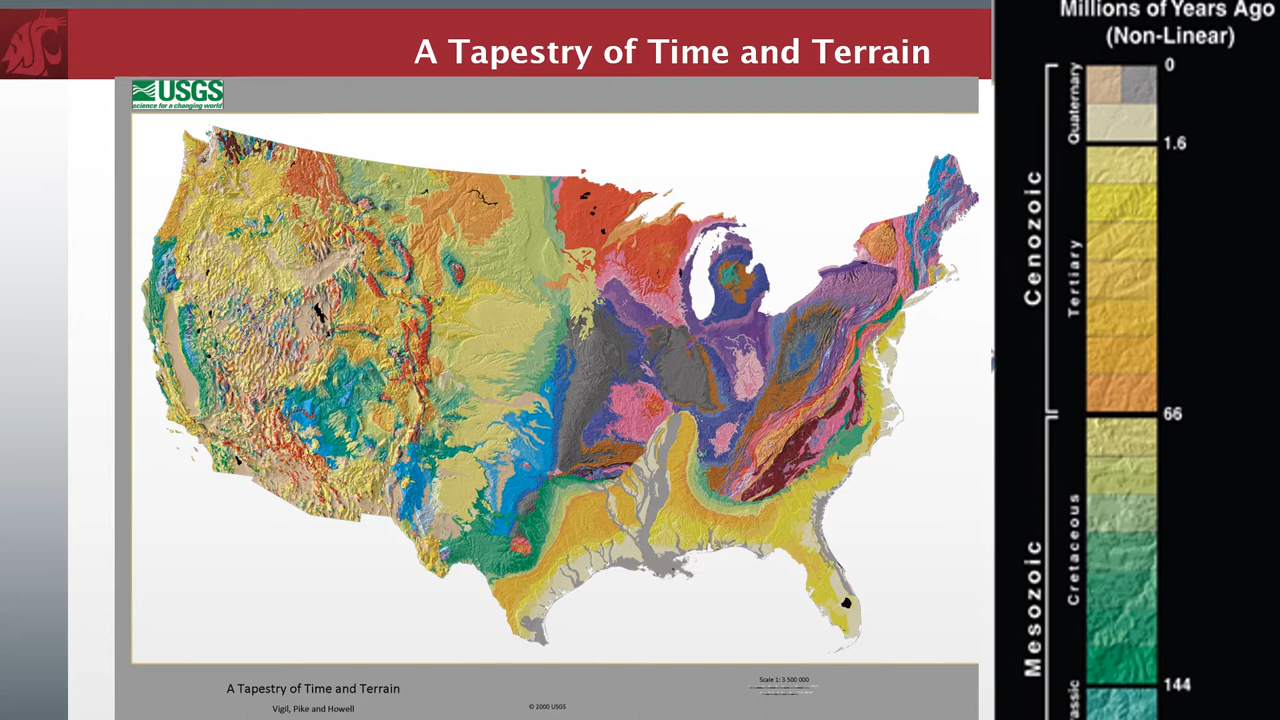 A Tapestry of Time and Terrain
USGS
science for a changing world
A Tapestry of Time and Terrain
Vigil, Pike and Howell
© 2000 USGS
Scale 1: 3 500 000
Millions of Years Ago
(Non-Linear)
0
Quaternary
1.6
Cenozoic
Tertiary
66
Cretaceous
Mesozoic
144
assic